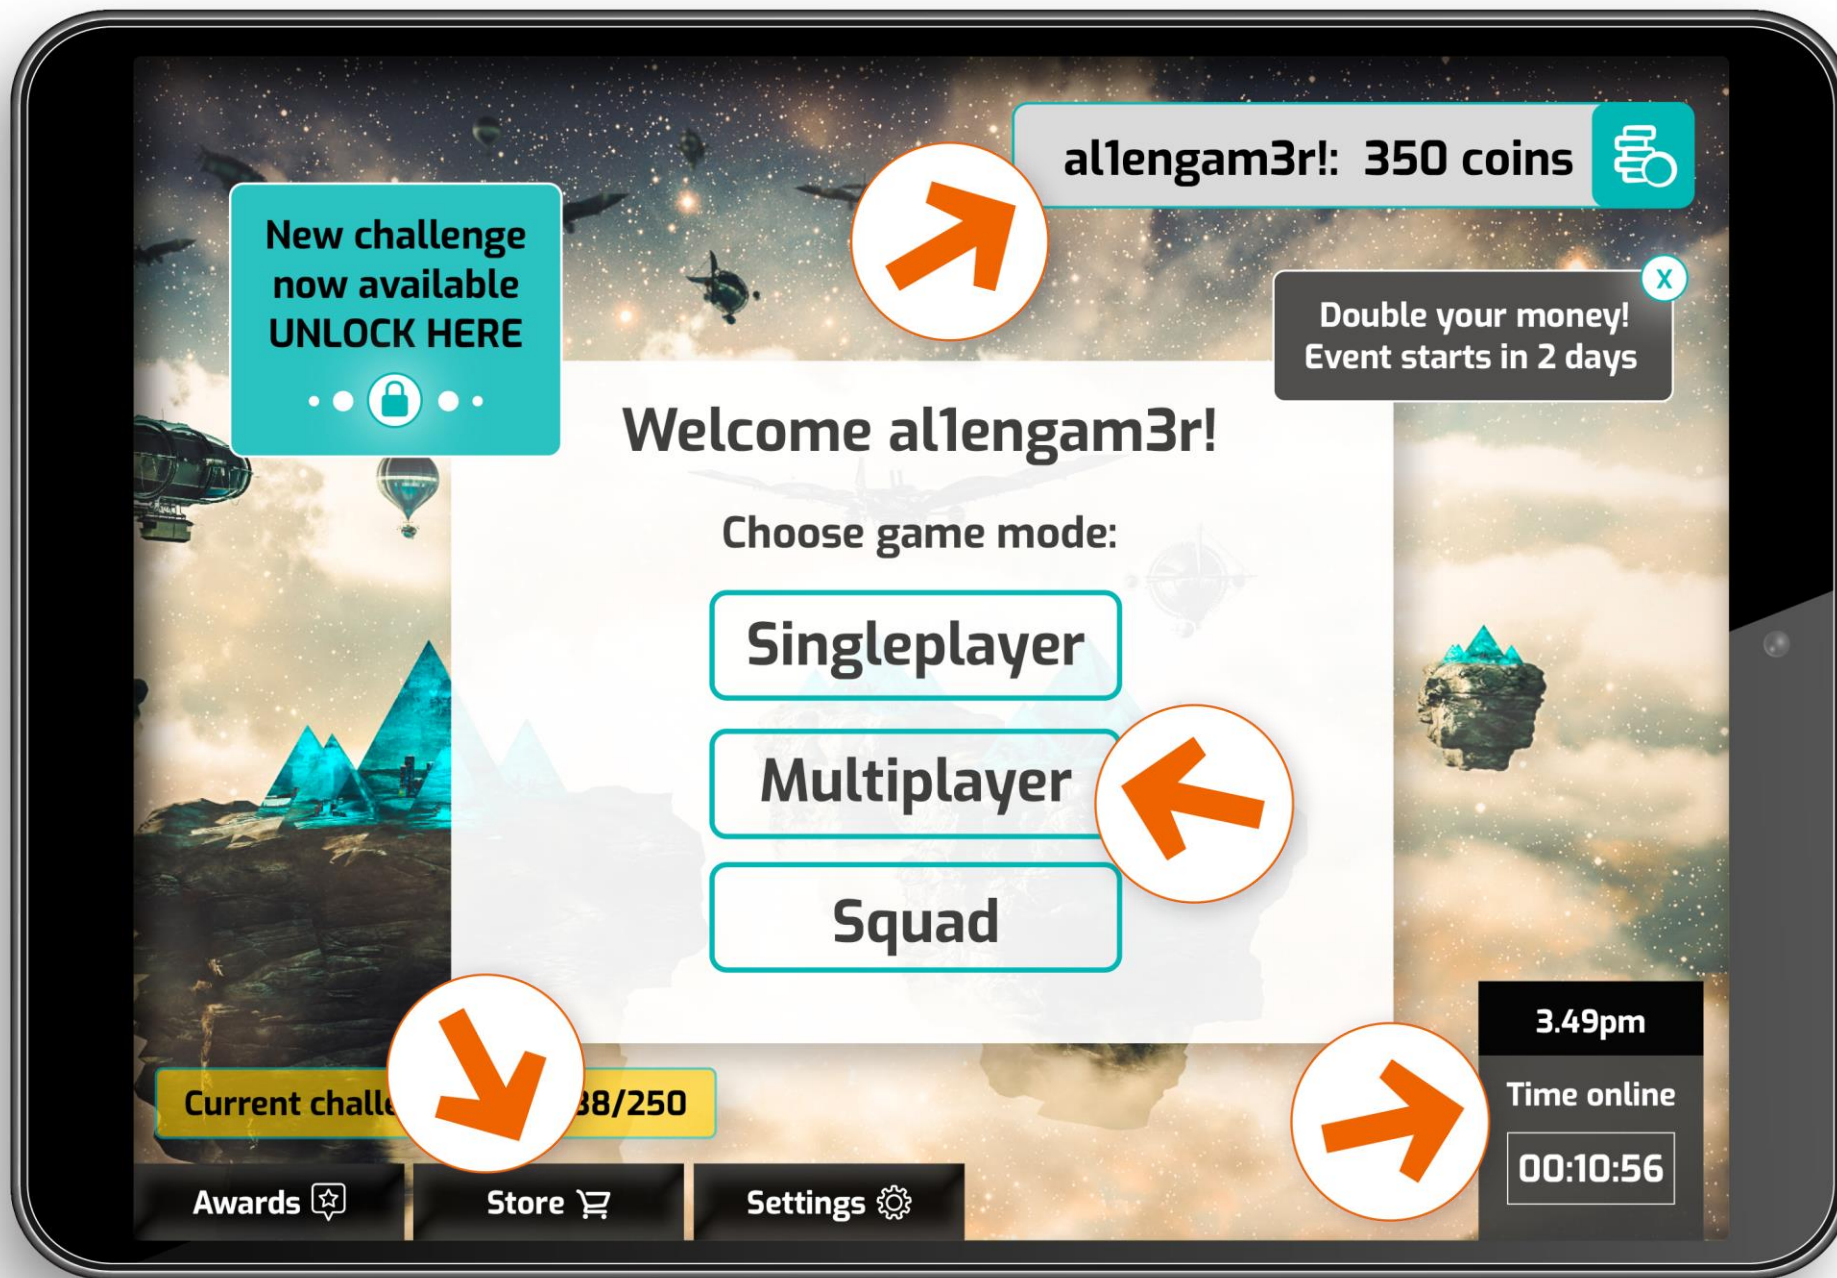 al1engam3r!: 350 coins
New challenge
now available
UNLOCK HERE
X
Double your money!
Event starts in 2 days
Welcome al1engam3r!
Choose game mode:
Singleplayer
Multiplayer
Squad
3.49pm
Time online
00:10:56
Current
Awards
Store
Settings